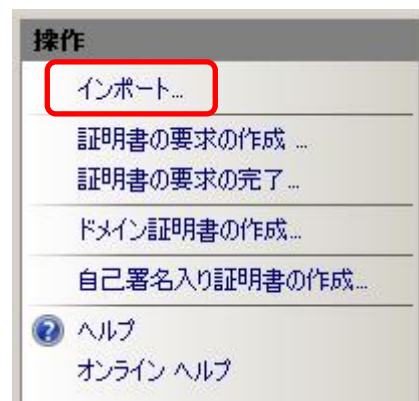 操作
インポート...
証明書の要求の作成 ...
証明書の要求の完了...
ドメイン証明書の作成...
自己署名入り証明書の作成...
ヘルプ
オンライン ヘルプ